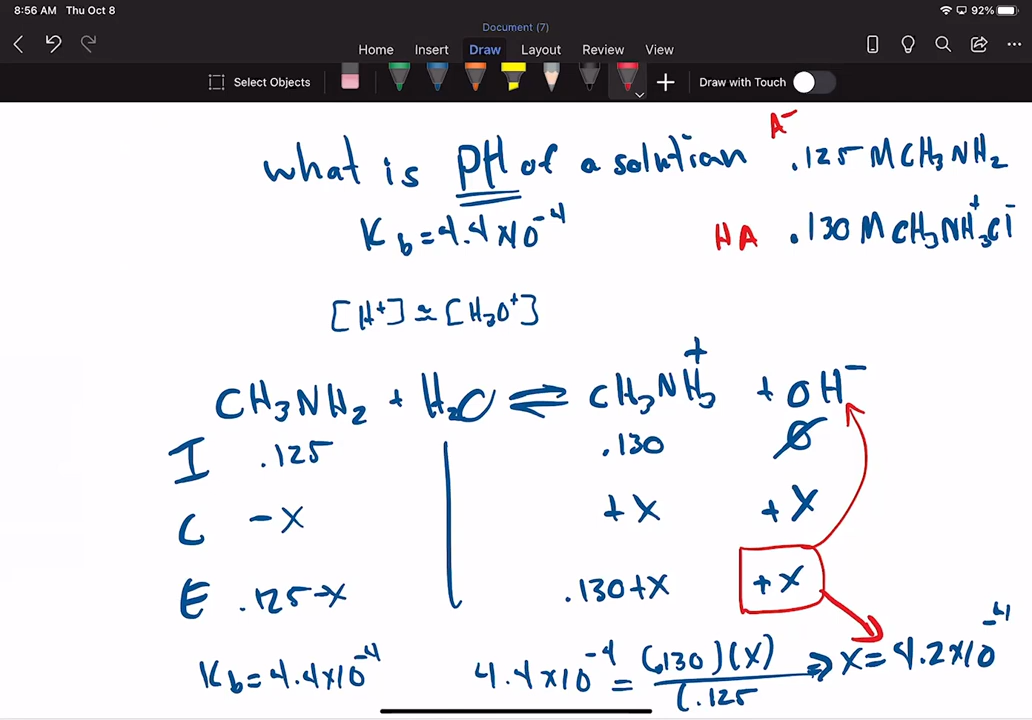 8:56 AM Thu Oct 8
92%
Document (7)
Home Insert Draw Layout Review View
Select Objects
Draw with Touch
what is pH of a solution A⁻ .125 M CH₃NH₂
Kb = 4.4x10⁻⁴
HA .130 M CH₃NH₃⁺Cl⁻
[H⁺] ≃ [H₃O⁺]
CH₃NH₂ + H₂O ⇌ CH₃NH₃⁺ + OH⁻
I .125 .130 Ø
C -X +X +X
E .125-X .130+X +X
Kb = 4.4x10⁻⁴ 4.4x10⁻⁴ = (.130)(X) / (.125 ⇒ X = 4.2x10⁻⁴